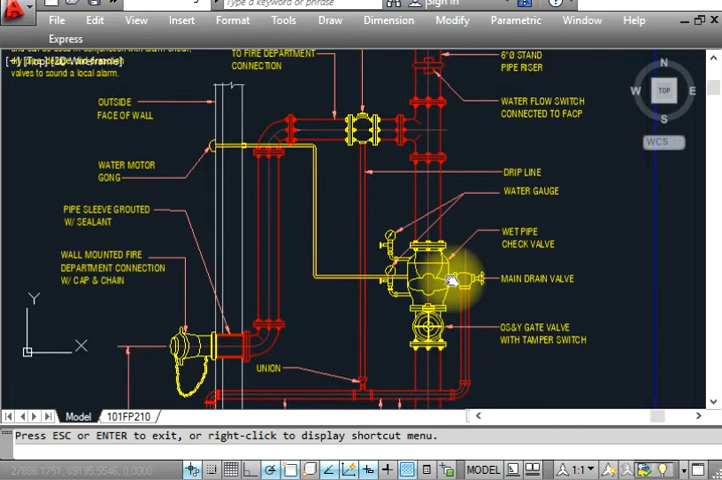 Type a keyword or phrase
Sign In
Edit View Insert Format Tools Draw Dimension Modify Parametric Window Help
Express
valves to sound a local alarm.
TO FIRE DEPARTMENT
CONNECTION
6"Ø STAND
PIPE RISER
OUTSIDE
FACE OF WALL
WATER FLOW SWITCH
CONNECTED TO FACP
N
W TOP E
S
WCS
WATER MOTOR
GONG
DRIP LINE
WATER GAUGE
PIPE SLEEVE GROUTED
W/ SEALANT
WET PIPE
CHECK VALVE
WALL MOUNTED FIRE
DEPARTMENT CONNECTION
W/ CAP & CHAIN
MAIN DRAIN VALVE
Y
X
OS&Y GATE VALVE
WITH TAMPER SWITCH
UNION
Model 101FP210
Press ESC or ENTER to exit, or right-click to display shortcut menu.
MODEL
1:1